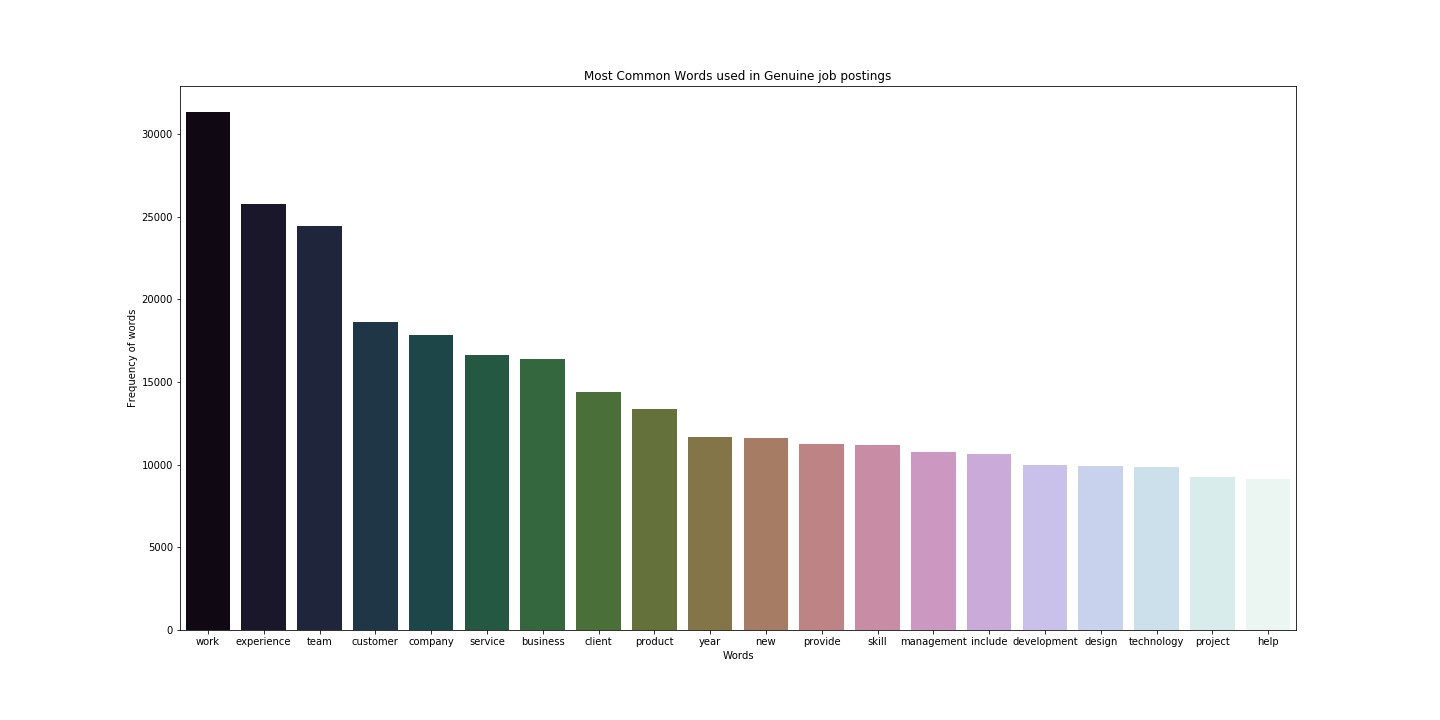 Most Common Words used in Genuine job postings
30000
25000
20000
15000
10000
5000
0
Frequency of words
work experience team customer company service business client product year new provide skill management include development design technology project help
Words